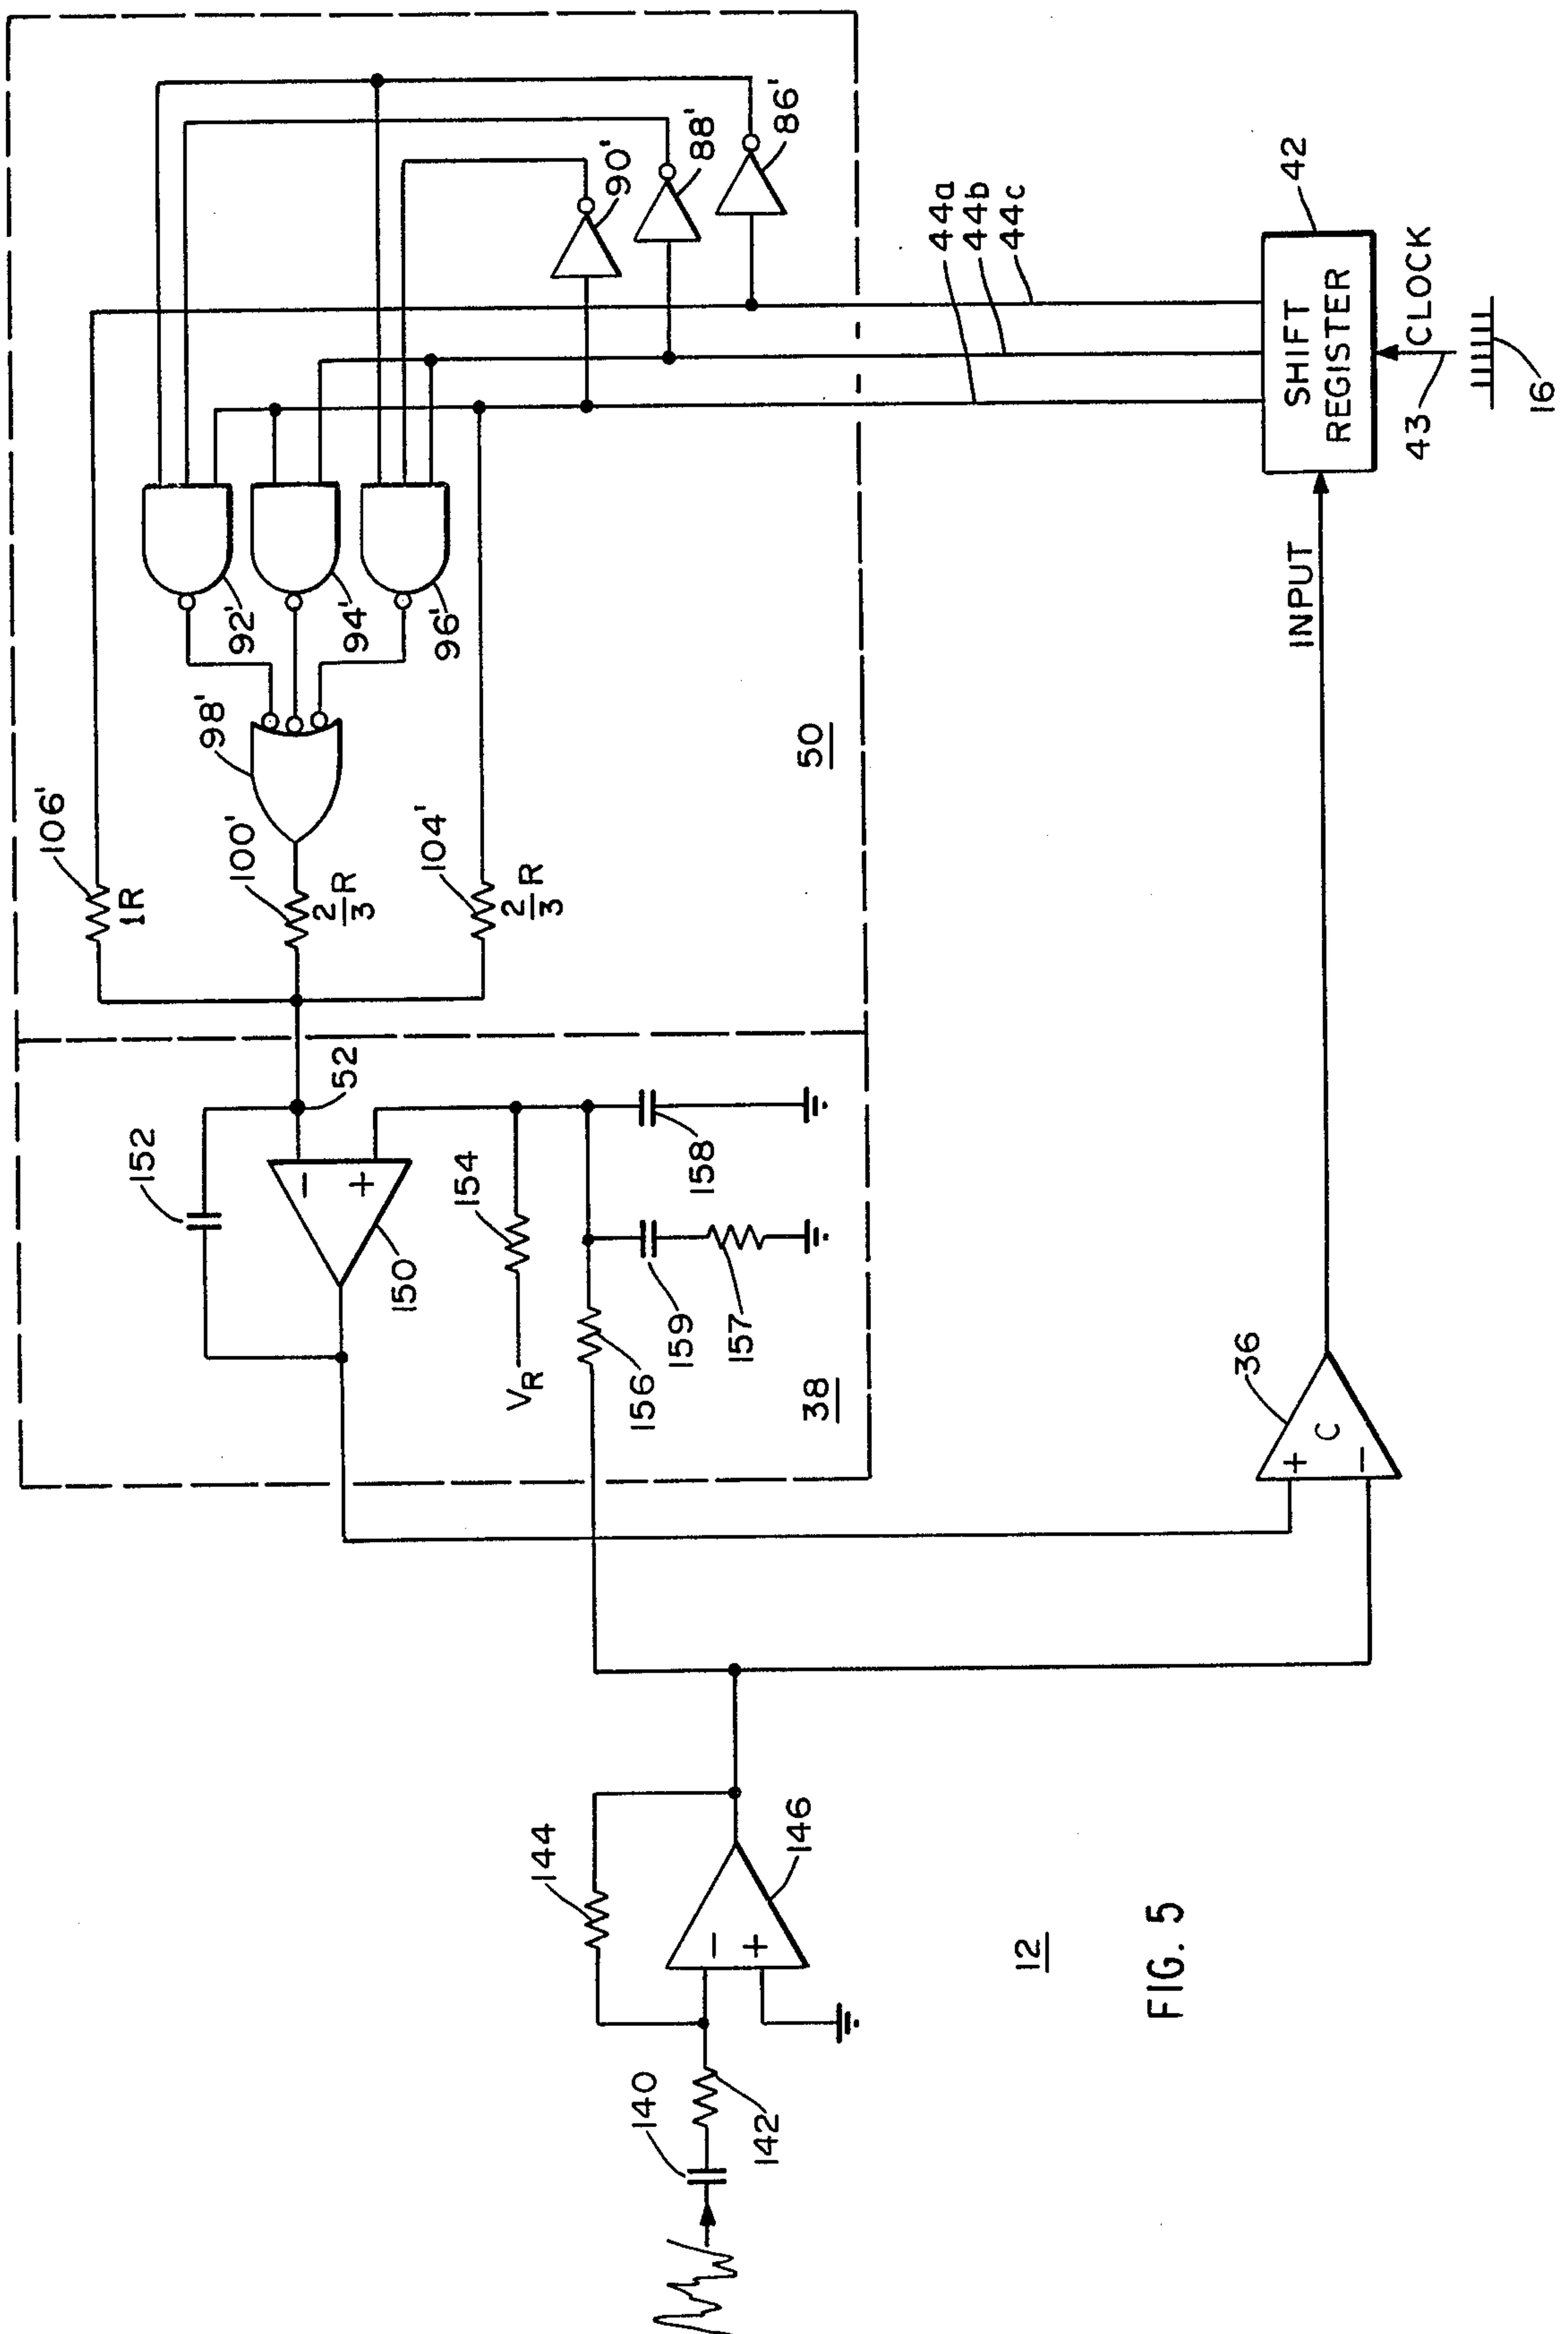 106'
1R
98'
100'
2/3 R
104'
2/3 R
92'
94'
96'
90'
88'
86'
50
152
52
150
154
VR
156
159
157
158
38
−
+
44a
44b
44c
42
SHIFT
REGISTER
CLOCK
43
16
INPUT
36
C
+
−
144
146
−
+
140
142
12
FIG. 5